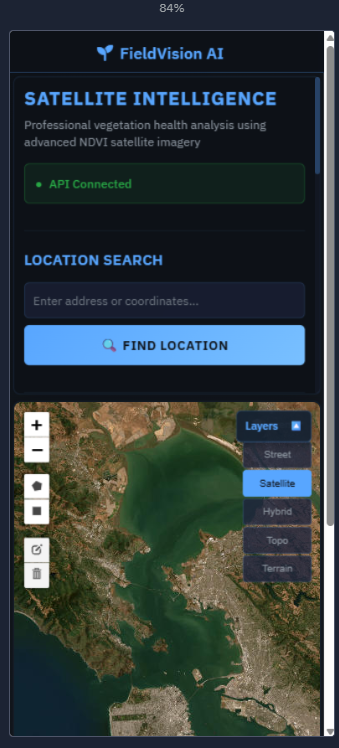 84%
FieldVision AI
SATELLITE INTELLIGENCE
Professional vegetation health analysis using
advanced NDVI satellite imagery
API Connected
LOCATION SEARCH
Enter address or coordinates...
FIND LOCATION
Layers
Street
Satellite
Hybrid
Topo
Terrain